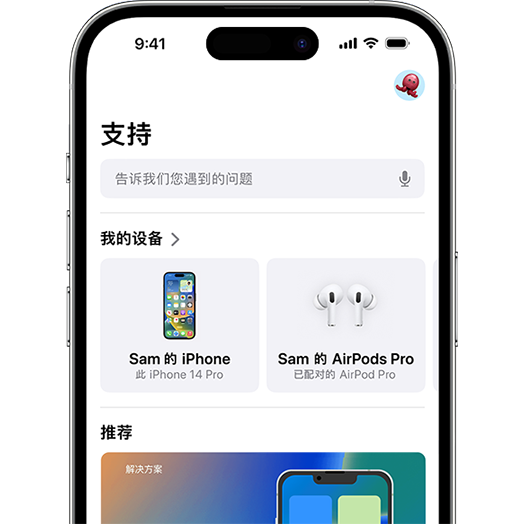 9:41
支持
告诉我们您遇到的问题
我的设备
Sam 的 iPhone
此 iPhone 14 Pro
Sam 的 AirPods Pro
已配对的 AirPod Pro
推荐
解决方案